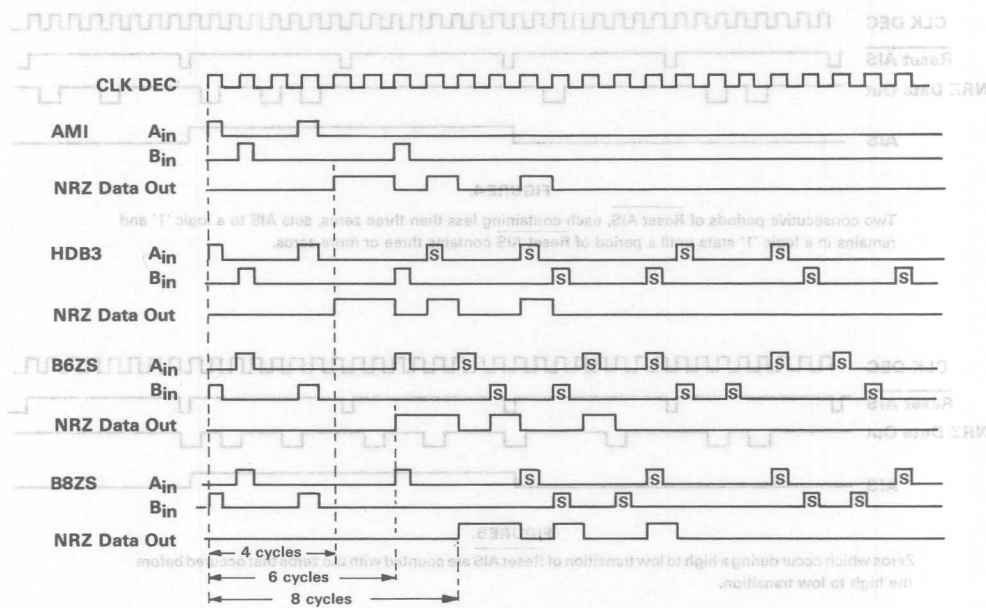 CLK DEC
Reset AIS
NRZ Data Out
AIS
CLK DEC
AMI Ain
Bin
NRZ Data Out
FIGURE 4.
Two consecutive periods of Reset AIS, each containing less than three zeros, sets AIS to a logic '1' and
remains in a logic '1' state until a period of Reset AIS contains three or more zeros.
HDB3 Ain S S S S
Bin S S S S
NRZ Data Out
CLK DEC
Reset AIS
NRZ Data Out
AIS
B6ZS Ain S S S S S
Bin S S S S S
NRZ Data Out
B8ZS Ain S S S S
Bin S S S S
NRZ Data Out
FIGURE 5.
Zeros which occur during a high to low transition of Reset AIS are counted with the zeros that occured before
the high to low transition.
4 cycles
6 cycles
8 cycles